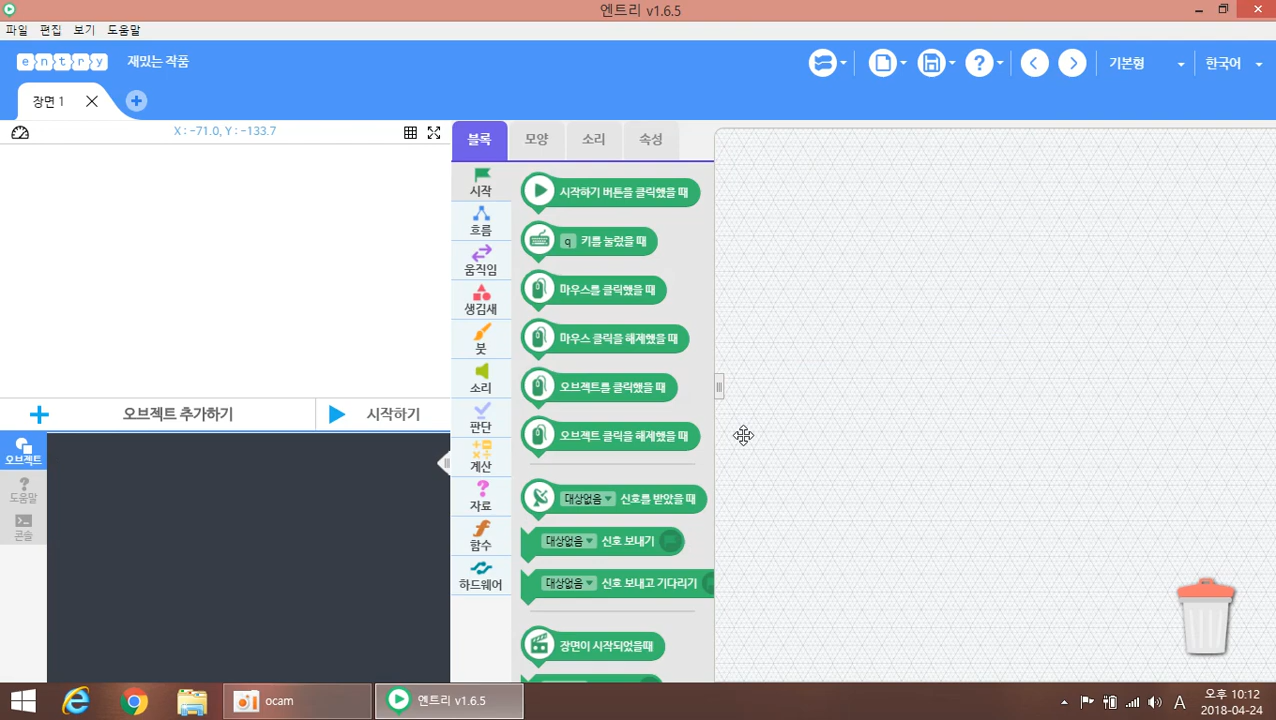 엔트리 v1.6.5
파일 편집 보기 도움말
entry 재밌는 작품 기본형 한국어
장면 1
X : -71.0, Y : -133.7
블록 모양 소리 속성
시작
흐름
움직임
생김새
붓
소리
판단
계산
자료
함수
하드웨어
시작하기 버튼을 클릭했을 때
q 키를 눌렀을 때
마우스를 클릭했을 때
마우스 클릭을 해제했을 때
오브젝트를 클릭했을 때
오브젝트 클릭을 해제했을 때
대상없음 신호를 받았을 때
대상없음 신호 보내기
대상없음 신호 보내고 기다리기
장면이 시작되었을때
오브젝트 추가하기 시작하기
오브젝트
도움말
콘솔
ocam
엔트리 v1.6.5
A
오후 10:12
2018-04-24